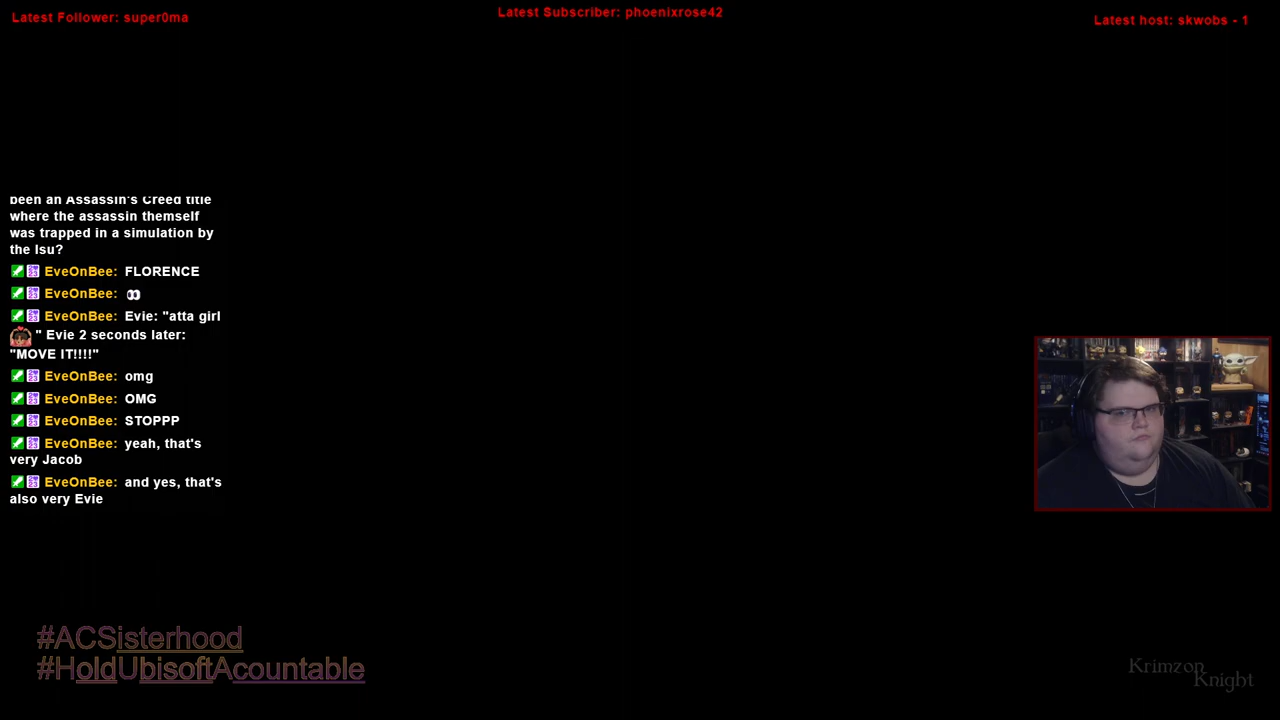 Latest Follower: super0ma
Latest Subscriber: phoenixrose42
Latest host: skwobs - 1
been an Assassin's Creed title
where the assassin themself
was trapped in a simulation by
the Isu?
EveOnBee: FLORENCE
EveOnBee:
EveOnBee: Evie: "atta girl
" Evie 2 seconds later:
"MOVE IT!!!!"
EveOnBee: omg
EveOnBee: OMG
EveOnBee: STOPPP
EveOnBee: yeah, that's
very Jacob
EveOnBee: and yes, that's
also very Evie
#ACSisterhood
#HoldUbisoftAcountable
Krimzon
Knight